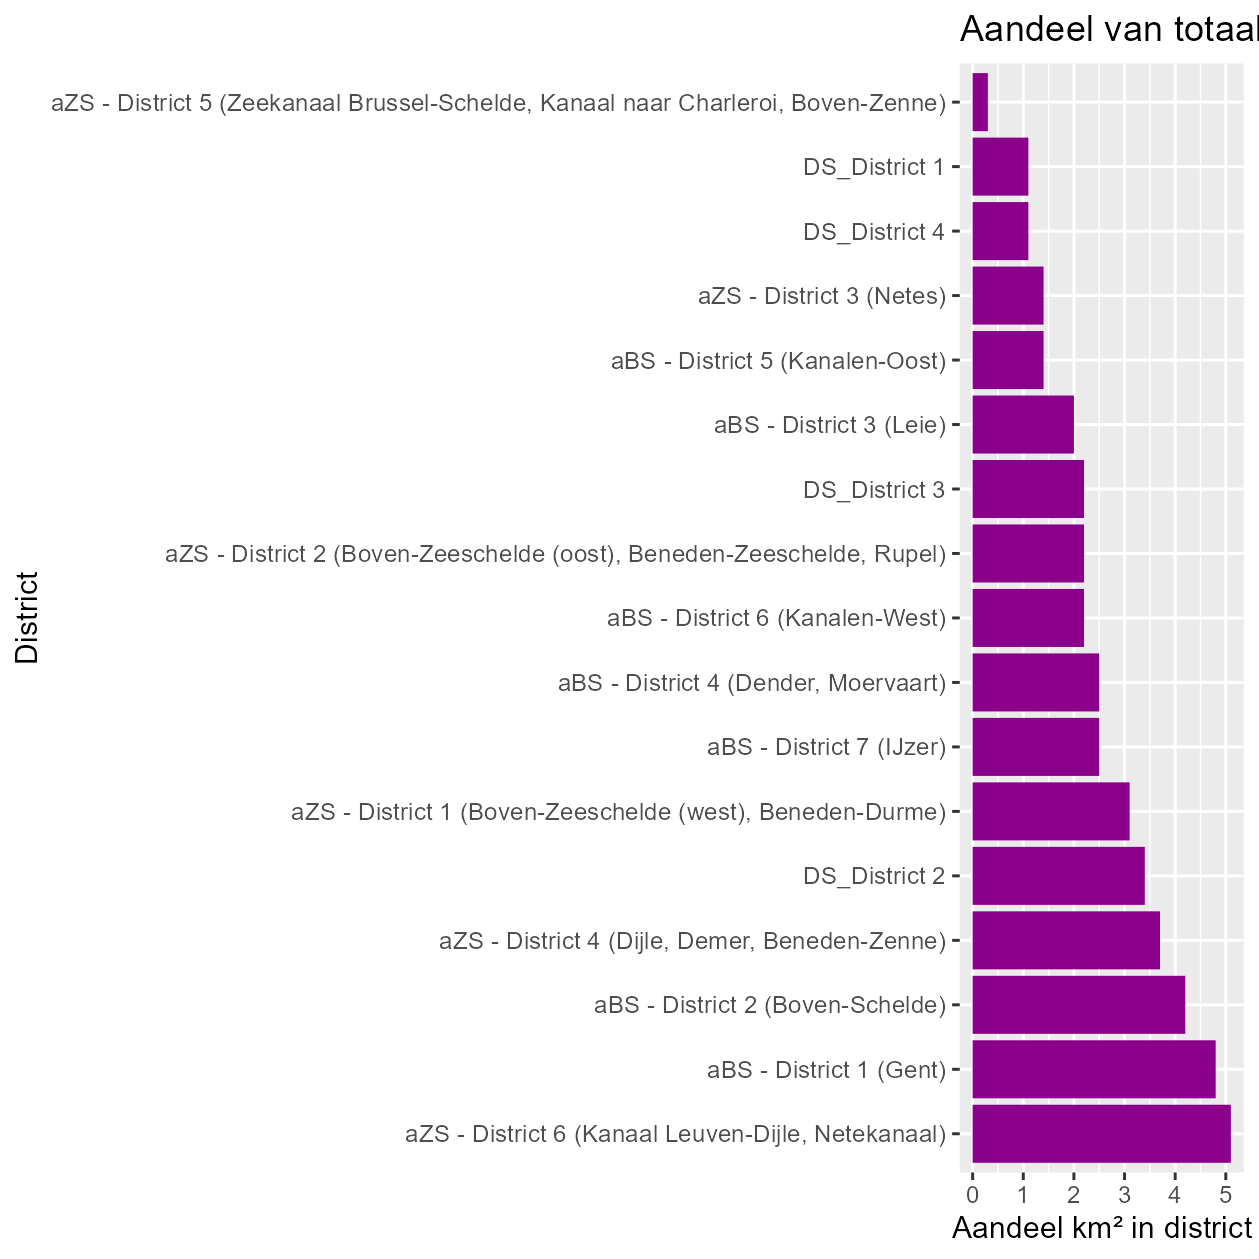 Aandeel van totaal
aZS - District 5 (Zeekanaal Brussel-Schelde, Kanaal naar Charleroi, Boven-Zenne)
DS_District 1
DS_District 4
aZS - District 3 (Netes)
aBS - District 5 (Kanalen-Oost)
aBS - District 3 (Leie)
DS_District 3
aZS - District 2 (Boven-Zeeschelde (oost), Beneden-Zeeschelde, Rupel)
aBS - District 6 (Kanalen-West)
aBS - District 4 (Dender, Moervaart)
aBS - District 7 (IJzer)
aZS - District 1 (Boven-Zeeschelde (west), Beneden-Durme)
DS_District 2
aZS - District 4 (Dijle, Demer, Beneden-Zenne)
aBS - District 2 (Boven-Schelde)
aBS - District 1 (Gent)
aZS - District 6 (Kanaal Leuven-Dijle, Netekanaal)
District
0 1 2 3 4 5
Aandeel km² in district